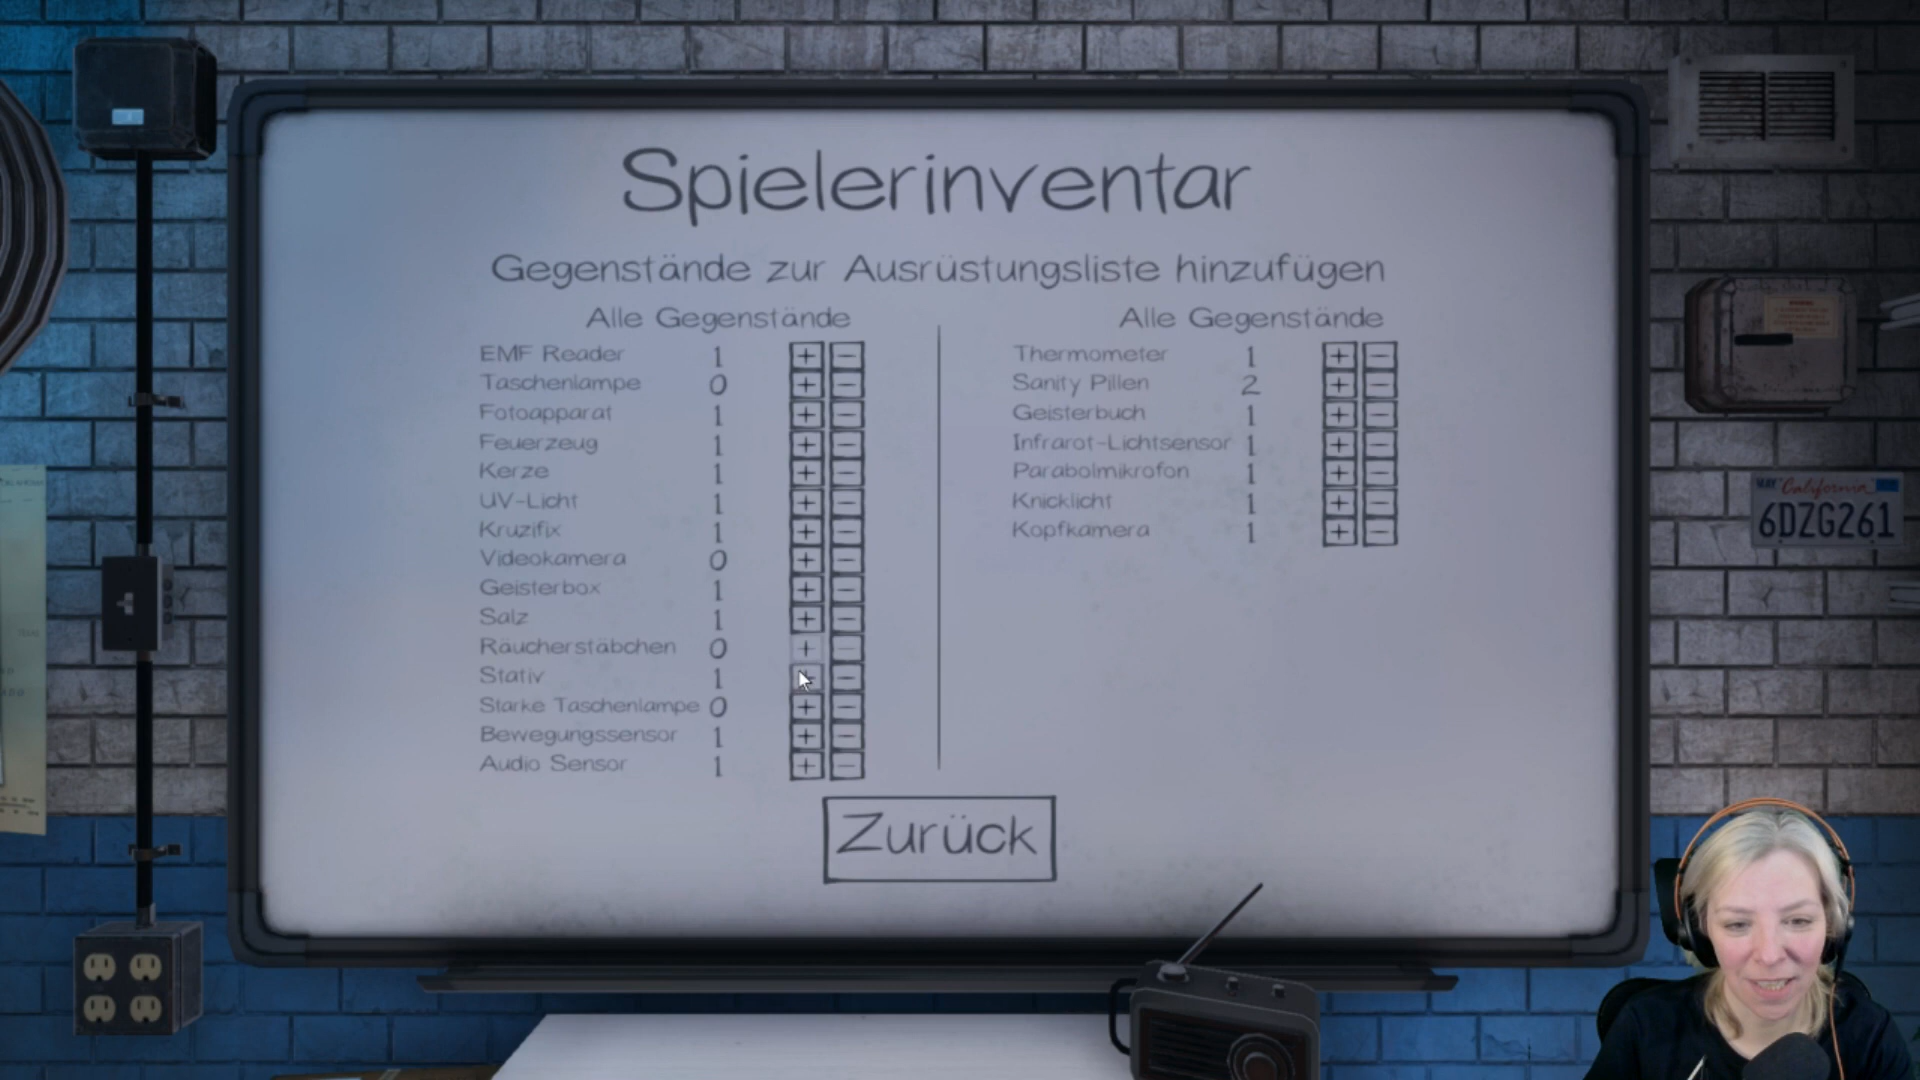 Spielerinventar
Gegenstände zur Ausrüstungsliste hinzufügen
Alle Gegenstände
EMF Reader 1 + -
Taschenlampe 0 + -
Fotoapparat 1 + -
Feuerzeug 1 + -
Kerze 1 + -
UV-Licht 1 + -
Kruzifix 1 + -
Videokamera 0 + -
Geisterbox 1 + -
Salz 1 + -
Räucherstäbchen 0 + -
Stativ 1 + -
Starke Taschenlampe 0 + -
Bewegungssensor 1 + -
Audio Sensor 1 + -
Alle Gegenstände
Thermometer 1 + -
Sanity Pillen 2 + -
Geisterbuch 1 + -
Infrarot-Lichtsensor 1 + -
Parabolmikrofon 1 + -
Knicklicht 1 + -
Kopfkamera 1 + -
Zurück
MAY California
6DZG261